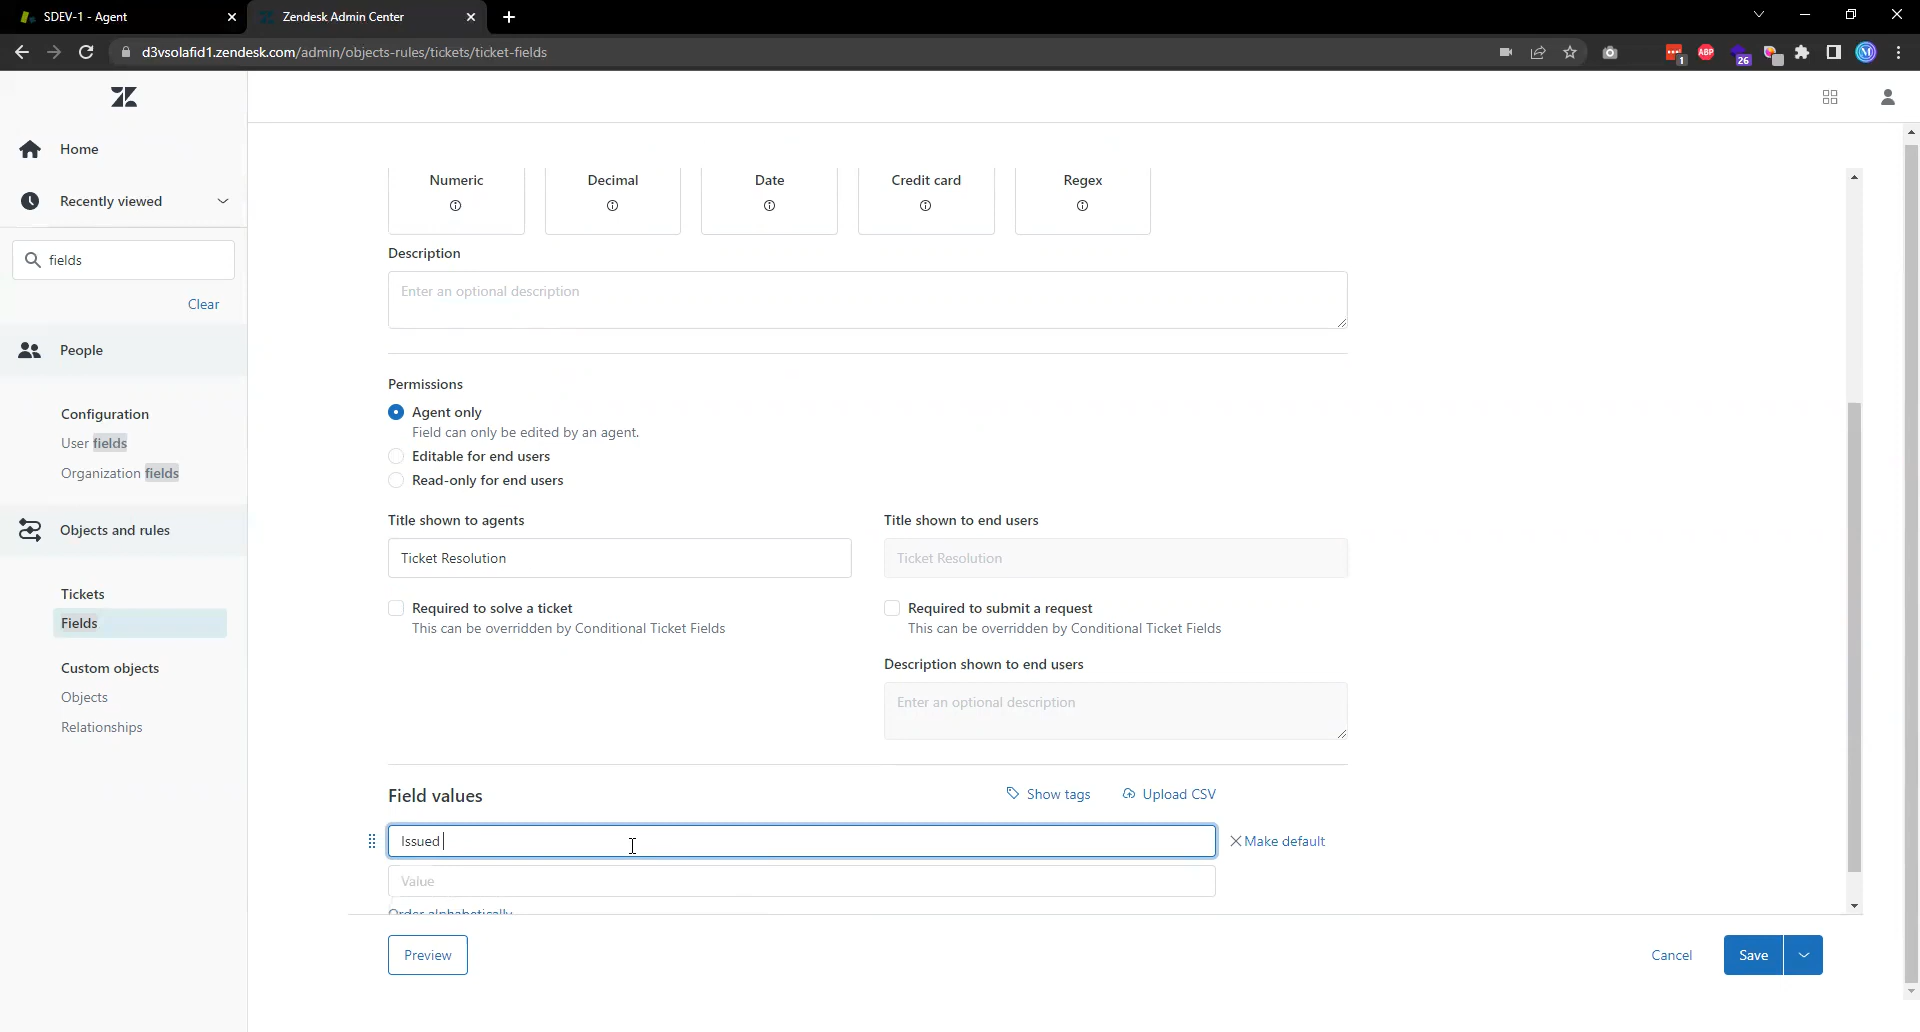 SDEV-1 - Agent
Zendesk Admin Center
d3vsolafid1.zendesk.com/admin/objects-rules/tickets/ticket-fields
1
ABP
26
Home
Recently viewed
fields
Clear
People
Configuration
User fields
Organization fields
Objects and rules
Tickets
Fields
Custom objects
Objects
Relationships
Numeric
Decimal
Date
Credit card
Regex
Description
Enter an optional description
Permissions
Agent only
Field can only be edited by an agent.
Editable for end users
Read-only for end users
Title shown to agents
Title shown to end users
Ticket Resolution
Ticket Resolution
Required to solve a ticket
Required to submit a request
This can be overridden by Conditional Ticket Fields
This can be overridden by Conditional Ticket Fields
Description shown to end users
Enter an optional description
Field values
Show tags
Upload CSV
Issued
Make default
Value
Order alphabetically
Preview
Cancel
Save